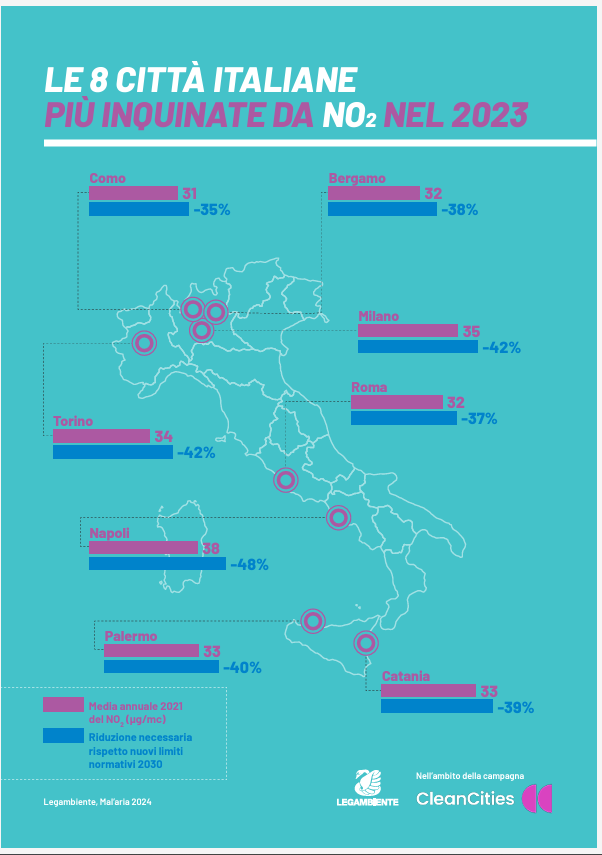 LE 8 CITTÀ ITALIANE
PIÙ INQUINATE DA NO₂ NEL 2023
Como
31
-35%
Bergamo
32
-38%
Milano
35
-42%
Roma
32
-37%
Torino
34
-42%
Napoli
38
-48%
Palermo
33
-40%
Catania
33
-39%
Media annuale 2021
del NO₂ (µg/mc)
Riduzione necessaria
rispetto nuovi limiti
normativi 2030
Legambiente, Mal'aria 2024
LEGAMBIENTE
Nell'ambito della campagna
CleanCities